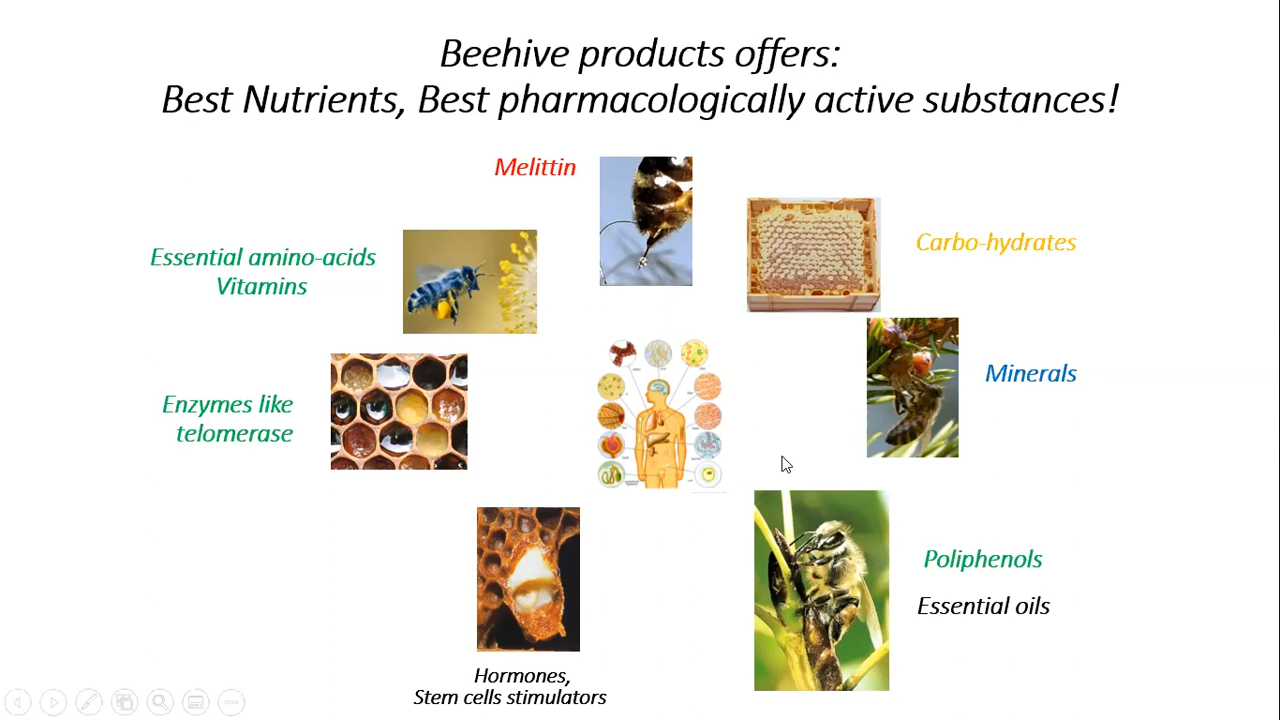 Beehive products offers:
Best Nutrients, Best pharmacologically active substances!
Melittin
Essential amino-acids
Vitamins
Carbo-hydrates
Minerals
Enzymes like
telomerase
Poliphenols
Essential oils
Hormones,
Stem cells stimulators